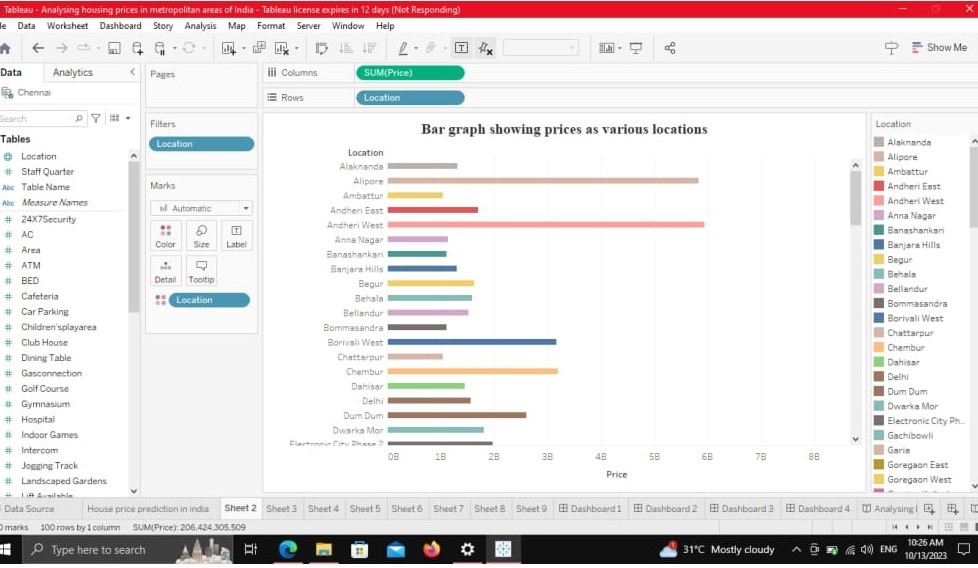 Tableau - Analysing housing prices in metropolitan areas of India - Tableau license expires in 12 days (Not Responding)
le Data Worksheet Dashboard Story Analysis Map Format Server Window Help
Show Me
Data Analytics
Pages
Columns SUM(Price)
Chennai
Rows Location
Search
Filters
Location
Tables
Location
Staff Quarter
Abc Table Name
Abc Measure Names
# 24X7Security
# AC
# Area
# ATM
# BED
# Cafeteria
# Car Parking
# Children'splayarea
# Club House
# Dining Table
# Gasconnection
# Golf Course
# Gymnasium
# Hospital
# Indoor Games
# Intercom
# Jogging Track
# Landscaped Gardens
# Lift Available
Marks
Automatic
Color Size Label
Detail Tooltip
Location
Bar graph showing prices as various locations
Location
Alaknanda
Alipore
Ambattur
Andheri East
Andheri West
Anna Nagar
Banashankari
Banjara Hills
Begur
Behala
Bellandur
Bommasandra
Borivali West
Chattarpur
Chembur
Dahisar
Delhi
Dum Dum
Dwarka Mor
Electronic City Phase 2
0B 1B 2B 3B 4B 5B 6B 7B 8B
Price
Location
Alaknanda
Alipore
Ambattur
Andheri East
Andheri West
Anna Nagar
Banashankari
Banjara Hills
Begur
Behala
Bellandur
Bommasandra
Borivali West
Chattarpur
Chembur
Dahisar
Delhi
Dum Dum
Dwarka Mor
Electronic City Ph..
Gachibowli
Garia
Goregaon East
Goregaon West
Data Source House price prediction in india Sheet 2 Sheet 3 Sheet 4 Sheet 5 Sheet 6 Sheet 7 Sheet 8 Sheet 9 Dashboard 1 Dashboard 2 Dashboard 3 Dashboard 4 Analysing
0 marks 100 rows by 1 column SUM(Price): 206,424,305,509
Type here to search
31°C Mostly cloudy
ENG
10:26 AM
10/13/2023